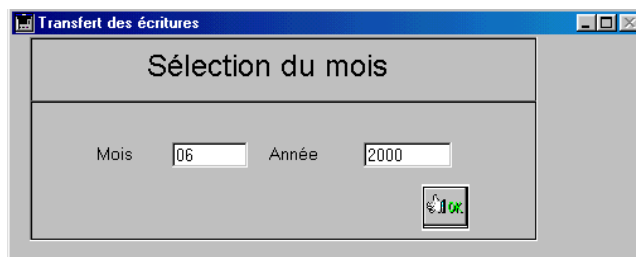 Transfert des écritures
Sélection du mois
Mois 06 Année 2000
OK